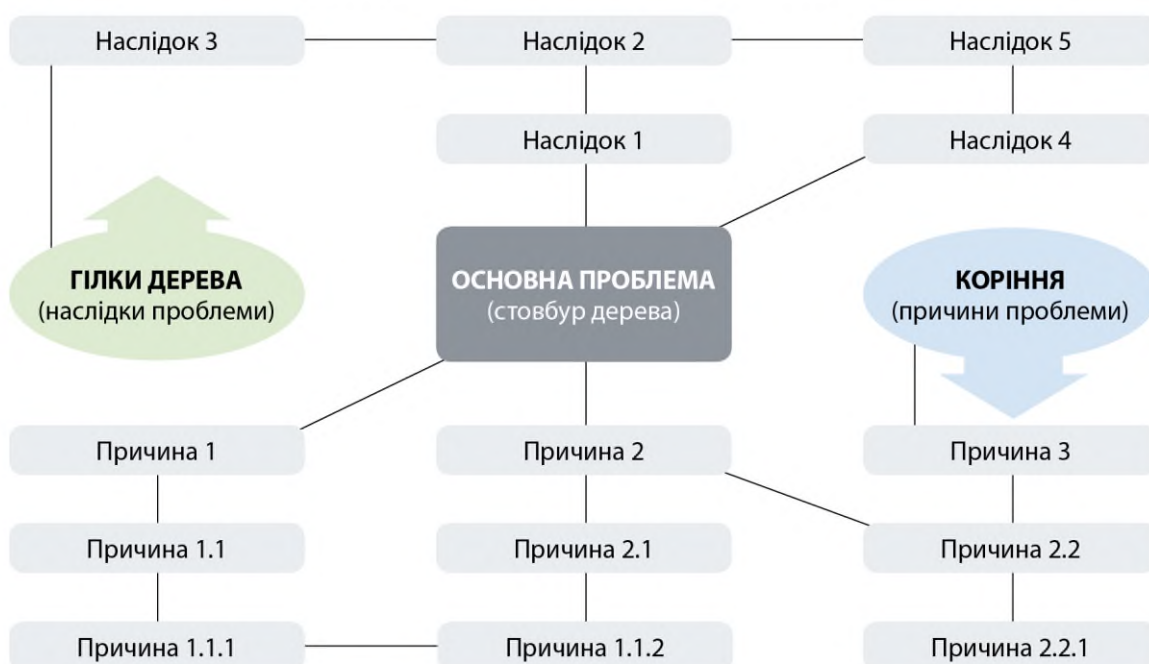 Наслідок 3
Наслідок 2
Наслідок 5
Наслідок 1
Наслідок 4
ГІЛКИ ДЕРЕВА
(наслідки проблеми)
ОСНОВНА ПРОБЛЕМА
(стовбур дерева)
КОРІННЯ
(причини проблеми)
Причина 1
Причина 2
Причина 3
Причина 1.1
Причина 2.1
Причина 2.2
Причина 1.1.1
Причина 1.1.2
Причина 2.2.1